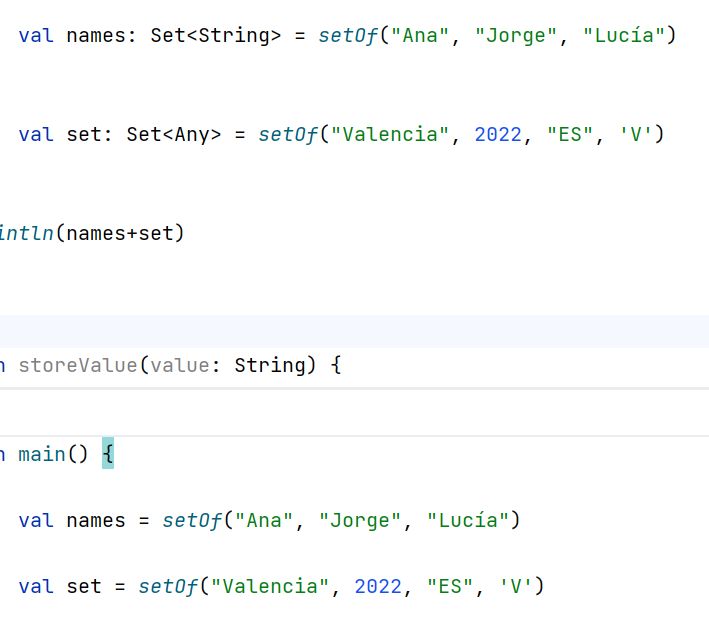 val names: Set<String> = setOf("Ana", "Jorge", "Lucía")
val set: Set<Any> = setOf("Valencia", 2022, "ES", 'V')
intln(names+set)
n storeValue(value: String) {
n main() {
val names = setOf("Ana", "Jorge", "Lucía")
val set = setOf("Valencia", 2022, "ES", 'V')